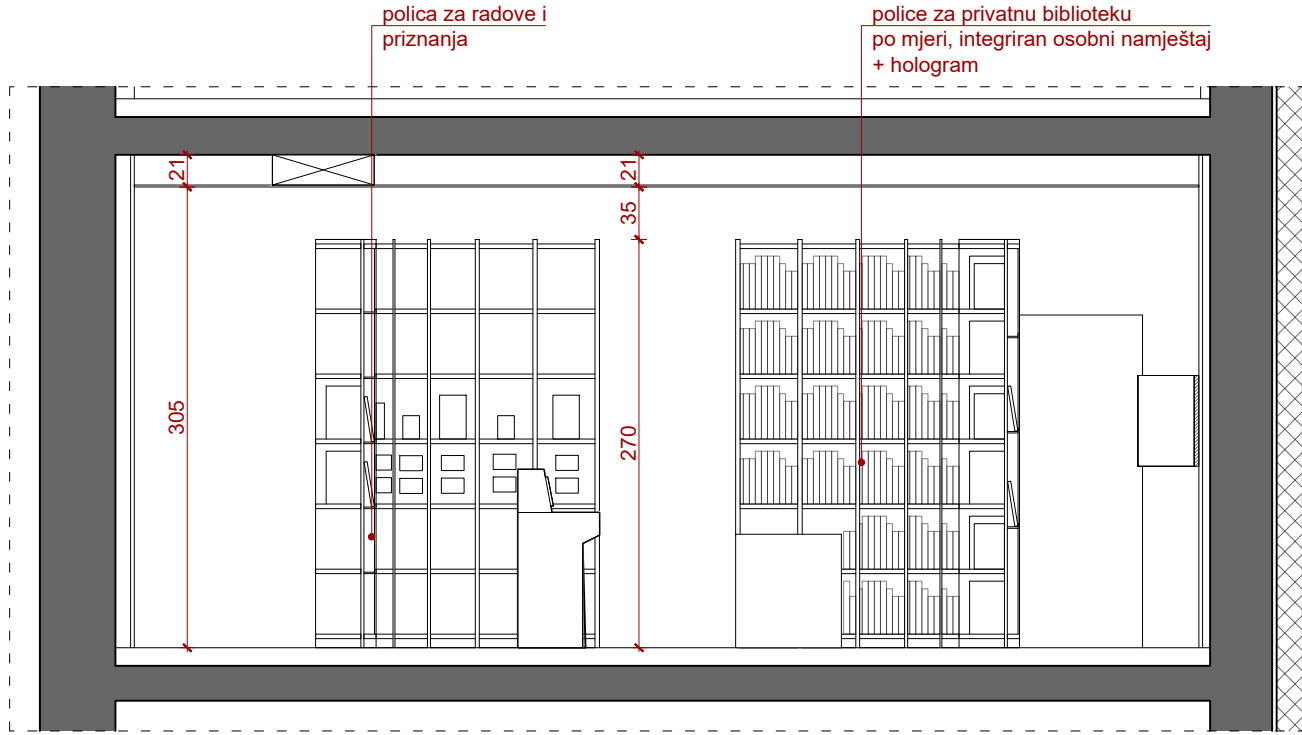 polica za radove i
priznanja
police za privatnu biblioteku
po mjeri, integriran osobni namještaj
+ hologram
21
21
35
305
270